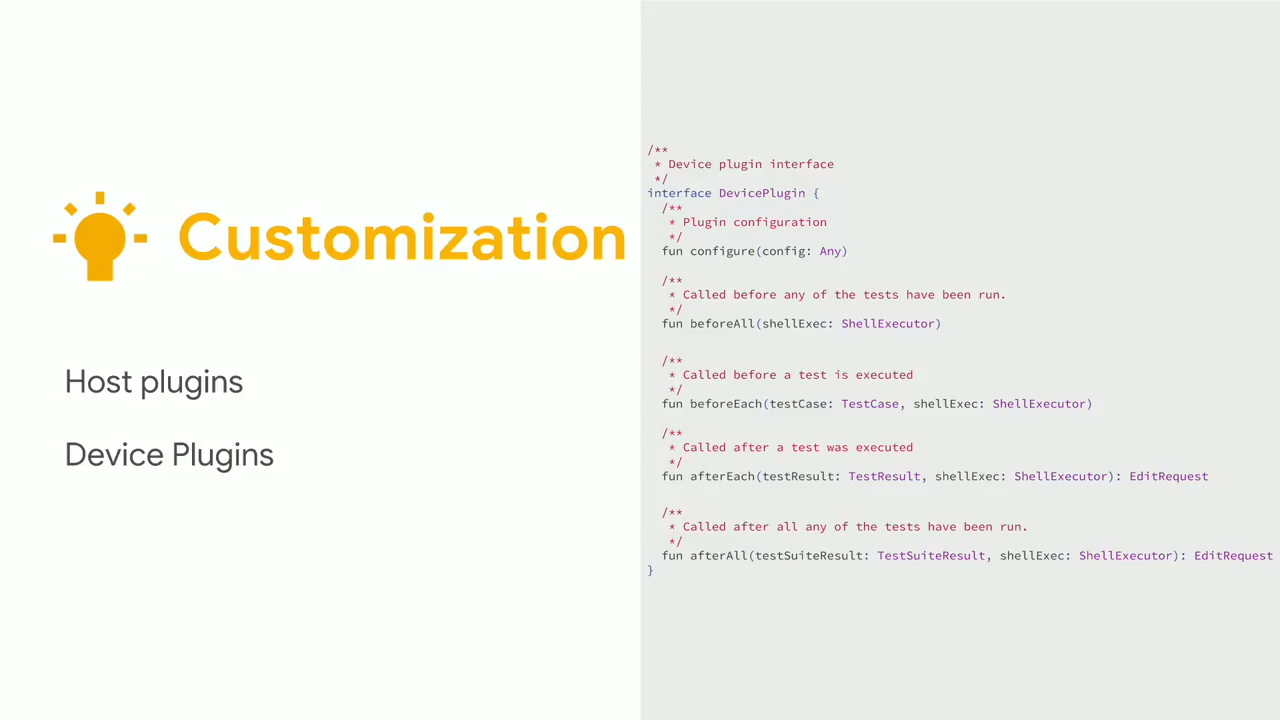 Customization
Host plugins
Device Plugins
/**
 * Device plugin interface
 */
interface DevicePlugin {
  /**
   * Plugin configuration
   */
  fun configure(config: Any)
  /**
   * Called before any of the tests have been run.
   */
  fun beforeAll(shellExec: ShellExecutor)
  /**
   * Called before a test is executed
   */
  fun beforeEach(testCase: TestCase, shellExec: ShellExecutor)
  /**
   * Called after a test was executed
   */
  fun afterEach(testResult: TestResult, shellExec: ShellExecutor): EditRequest
  /**
   * Called after all any of the tests have been run.
   */
  fun afterAll(testSuiteResult: TestSuiteResult, shellExec: ShellExecutor): EditRequest
}